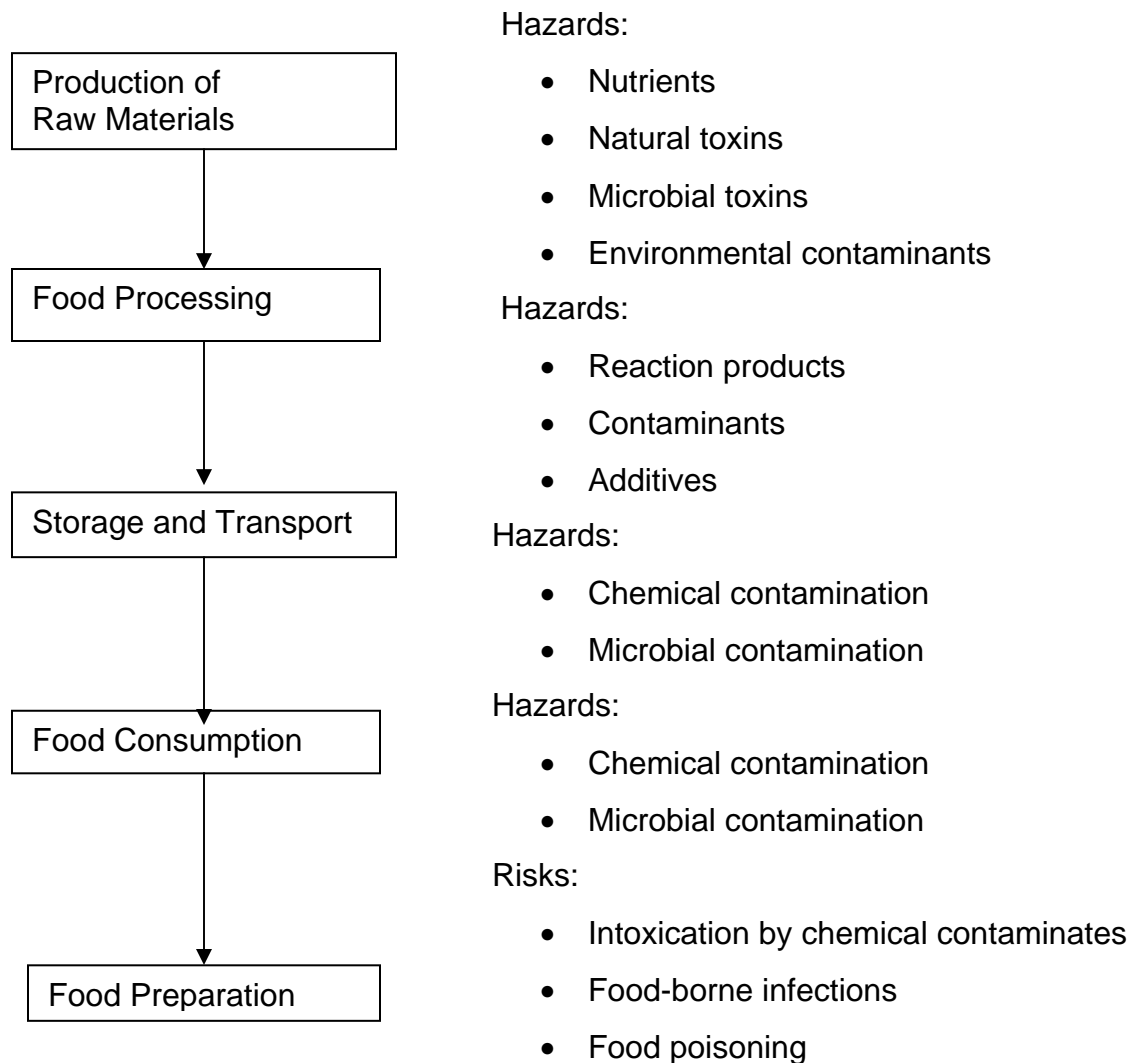 Hazards:
Production of
Raw Materials
• Nutrients
• Natural toxins
• Microbial toxins
• Environmental contaminants
Food Processing
Hazards:
• Reaction products
• Contaminants
• Additives
Storage and Transport
Hazards:
• Chemical contamination
• Microbial contamination
Food Consumption
Hazards:
• Chemical contamination
• Microbial contamination
Risks:
• Intoxication by chemical contaminates
Food Preparation
• Food-borne infections
• Food poisoning